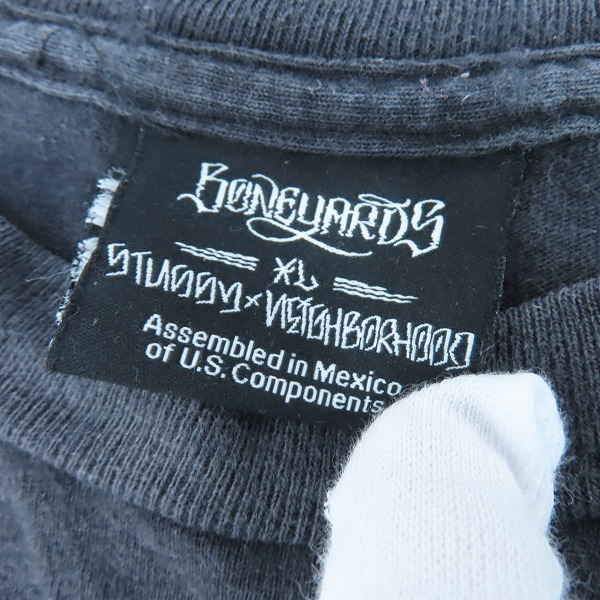 BONEYARDS
XL
STUSSY × NEIGHBORHOOD
Assembled in Mexico
of U.S. Components